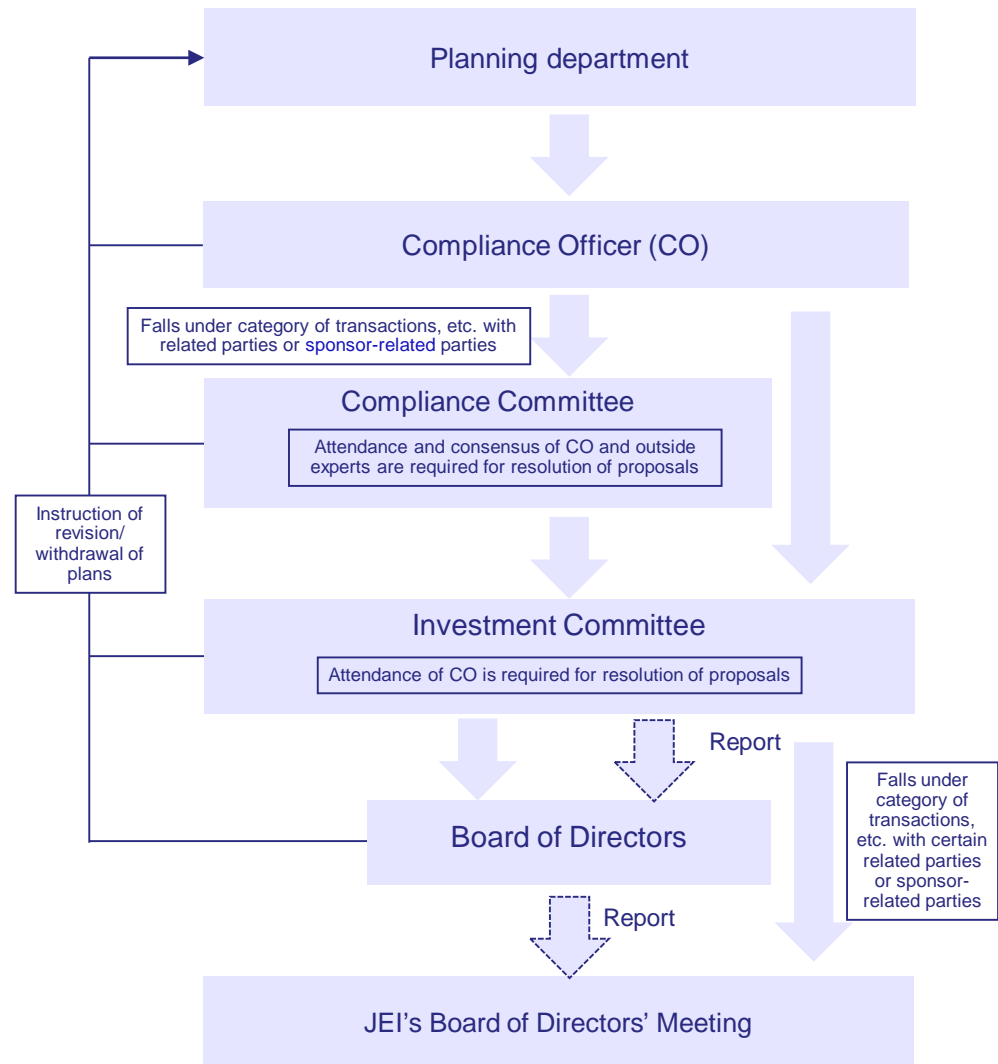 Planning department
Compliance Officer (CO)
Falls under category of transactions, etc. with
related parties or sponsor-related parties
Compliance Committee
Attendance and consensus of CO and outside
experts are required for resolution of proposals
Instruction of
revision/
withdrawal of
plans
Investment Committee
Attendance of CO is required for resolution of proposals
Report
Falls under
category of
transactions,
etc. with certain
related parties
or sponsor-
related parties
Board of Directors
Report
JEI’s Board of Directors’ Meeting